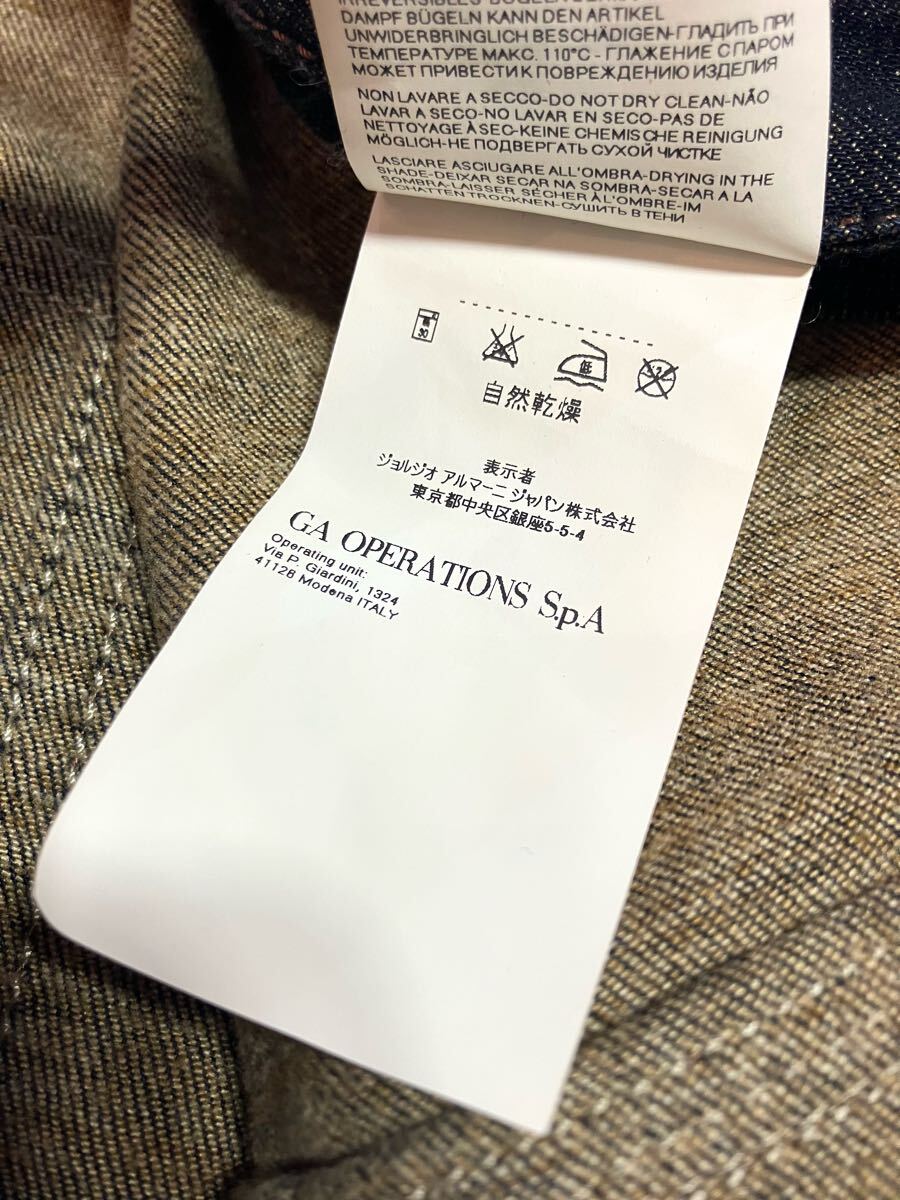 DAMPF BÜGELN KANN DEN ARTIKEL
UNWIDERBRINGLICH BESCHÄDIGEN-ГЛАДИТЬ ПРИ
ТЕМПЕРАТУРЕ МАКС. 110°C - ГЛАЖЕНИЕ С ПАРОМ
МОЖЕТ ПРИВЕСТИ К ПОВРЕЖДЕНИЮ ИЗДЕЛИЯ
NON LAVARE A SECCO-DO NOT DRY CLEAN-NÃO
LAVAR A SECO-NO LAVAR EN SECO-PAS DE
NETTOYAGE À SEC-KEINE CHEMISCHE REINIGUNG
MÖGLICH-НЕ ПОДВЕРГАТЬ СУХОЙ ЧИСТКЕ
LASCIARE ASCIUGARE ALL'OMBRA-DRYING IN THE
SHADE-DEIXAR SECAR NA SOMBRA-SECAR A LA
SOMBRA-LAISSER SÉCHER À L'OMBRE-IM
SCHATTEN TROCKNEN-СУШИТЬ В ТЕНИ
30
低
自然乾燥
表示者
ジョルジオ アルマーニ ジャパン株式会社
東京都中央区銀座5-5-4
GA OPERATIONS S.p.A
Operating unit:
Via P. Giardini, 1324
41128 Modena ITALY